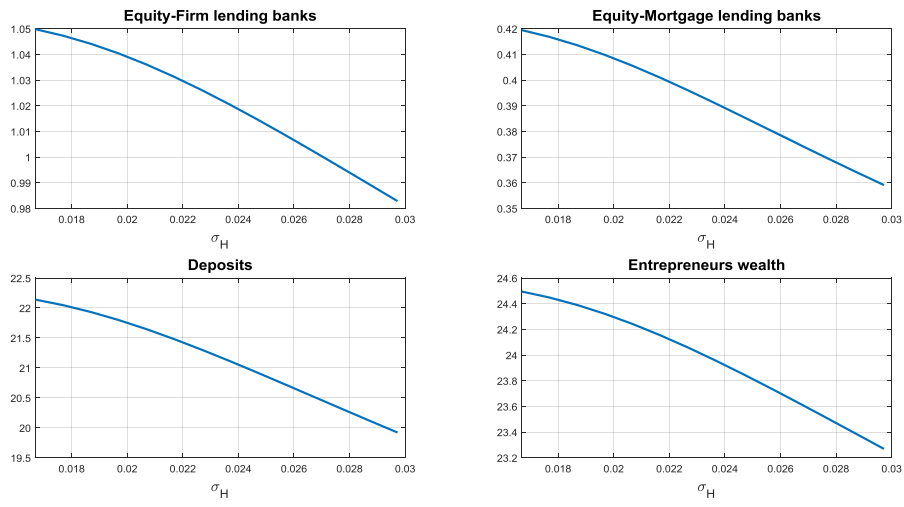 Equity-Firm lending banks
1.05
1.04
1.03
1.02
1.01
1
0.99
0.98
0.018 0.02 0.022 0.024 0.026 0.028 0.03
σH
Equity-Mortgage lending banks
0.42
0.41
0.4
0.39
0.38
0.37
0.36
0.35
0.018 0.02 0.022 0.024 0.026 0.028 0.03
σH
Deposits
22.5
22
21.5
21
20.5
20
19.5
0.018 0.02 0.022 0.024 0.026 0.028 0.03
σH
Entrepreneurs wealth
24.6
24.4
24.2
24
23.8
23.6
23.4
23.2
0.018 0.02 0.022 0.024 0.026 0.028 0.03
σH